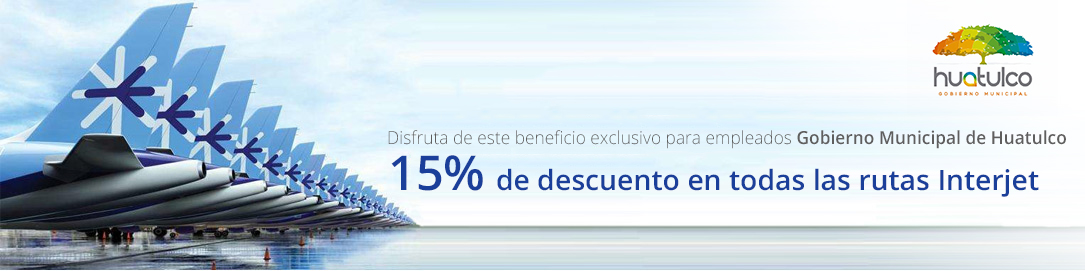 huatulco
GOBIERNO MUNICIPAL
Disfruta de este beneficio exclusivo para empleados Gobierno Municipal de Huatulco
15% de descuento en todas las rutas Interjet